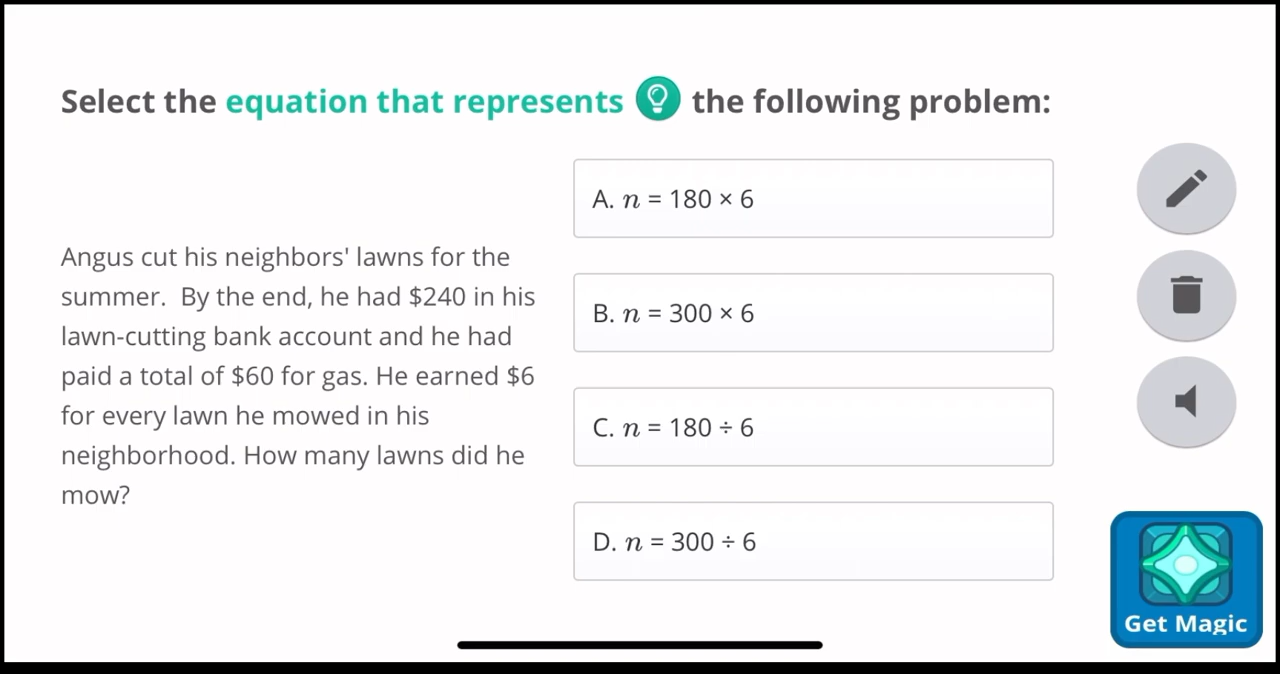 Select the equation that represents the following problem:
Angus cut his neighbors' lawns for the
summer.  By the end, he had $240 in his
lawn-cutting bank account and he had
paid a total of $60 for gas. He earned $6
for every lawn he mowed in his
neighborhood. How many lawns did he
mow?
A. n = 180 × 6
B. n = 300 × 6
C. n = 180 ÷ 6
D. n = 300 ÷ 6
Get Magic